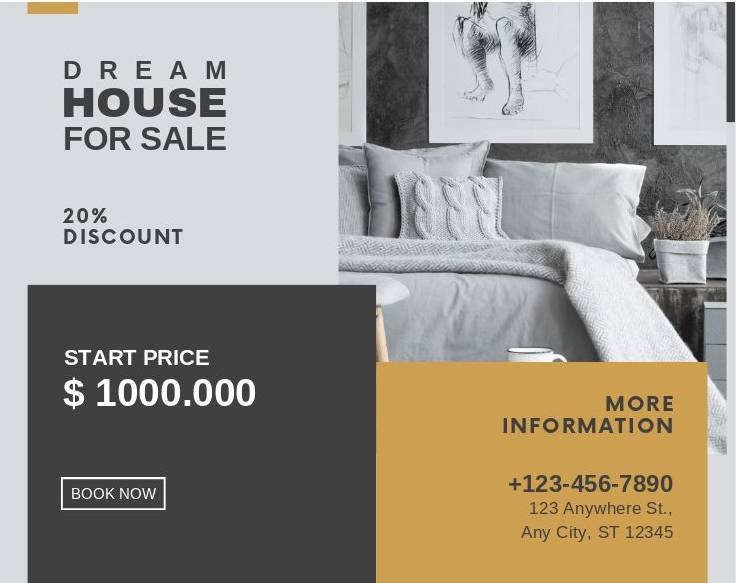 DREAM
HOUSE
FOR SALE
20%
DISCOUNT
START PRICE
$ 1000.000
BOOK NOW
MORE
INFORMATION
+123-456-7890
123 Anywhere St.,
Any City, ST 12345